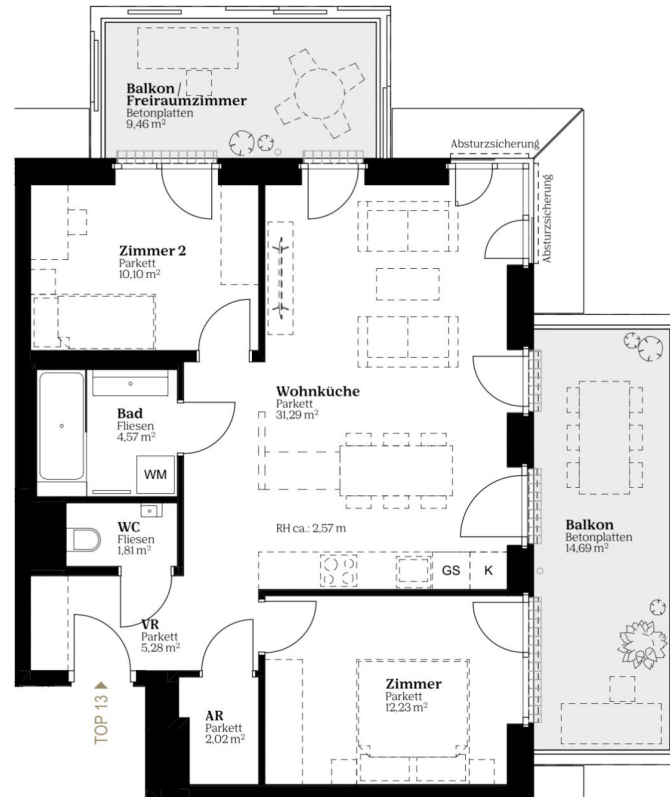 Balkon /
Freiraumzimmer
Betonplatten
9,46 m²
Absturzsicherung
Absturzsicherung
Zimmer 2
Parkett
10,10 m²
Wohnküche
Parkett
31,29 m²
Bad
Fliesen
4,57 m²
WM
WC
Fliesen
1,81 m²
RH ca.: 2,57 m
GS
K
Balkon
Betonplatten
14,69 m²
VR
Parkett
5,28 m²
TOP 13
AR
Parkett
2,02 m²
Zimmer
Parkett
12,23 m²